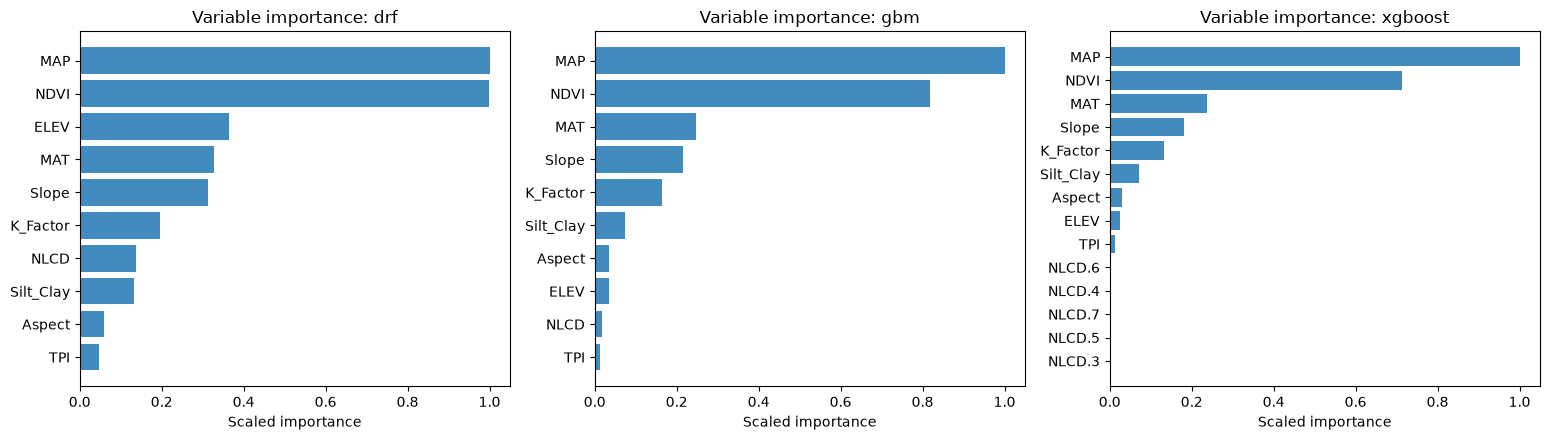 Variable importance: drf
MAP
NDVI
ELEV
MAT
Slope
K_Factor
NLCD
Silt_Clay
Aspect
TPI
0.0 0.2 0.4 0.6 0.8 1.0
Scaled importance
Variable importance: gbm
MAP
NDVI
MAT
Slope
K_Factor
Silt_Clay
Aspect
ELEV
NLCD
TPI
0.0 0.2 0.4 0.6 0.8 1.0
Scaled importance
Variable importance: xgboost
MAP
NDVI
MAT
Slope
K_Factor
Silt_Clay
Aspect
ELEV
TPI
NLCD.6
NLCD.4
NLCD.7
NLCD.5
NLCD.3
0.0 0.2 0.4 0.6 0.8 1.0
Scaled importance